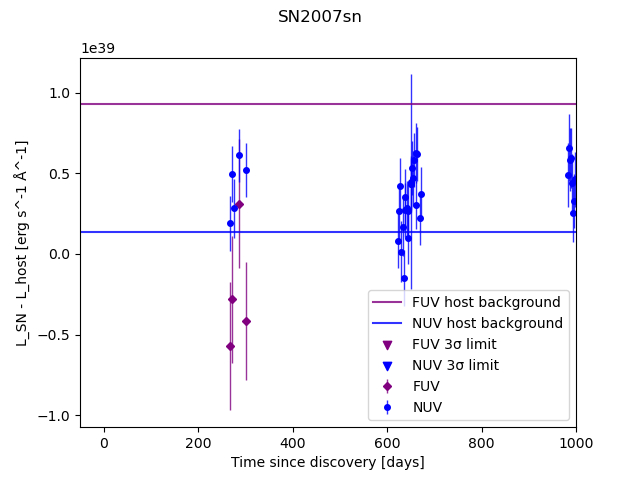 SN2007sn
1e39
1.0
0.5
0.0
−0.5
−1.0
L_SN - L_host [erg s^-1 Å^-1]
FUV host background
NUV host background
FUV 3σ limit
NUV 3σ limit
FUV
NUV
0 200 400 600 800 1000
Time since discovery [days]